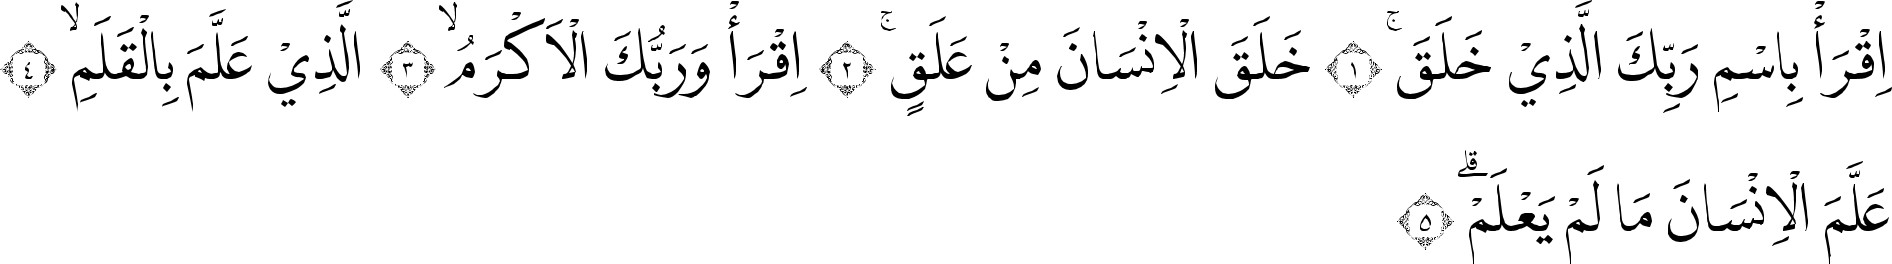 اِقْرَأْ بِاسْمِ رَبِّكَ الَّذِيْ خَلَقَۚ ١ خَلَقَ الْاِنْسَانَ مِنْ عَلَقٍۚ ٢ اِقْرَأْ وَرَبُّكَ الْاَكْرَمُۙ ٣ الَّذِيْ عَلَّمَ بِالْقَلَمِۙ ٤
عَلَّمَ الْاِنْسَانَ مَا لَمْ يَعْلَمْۗ ٥